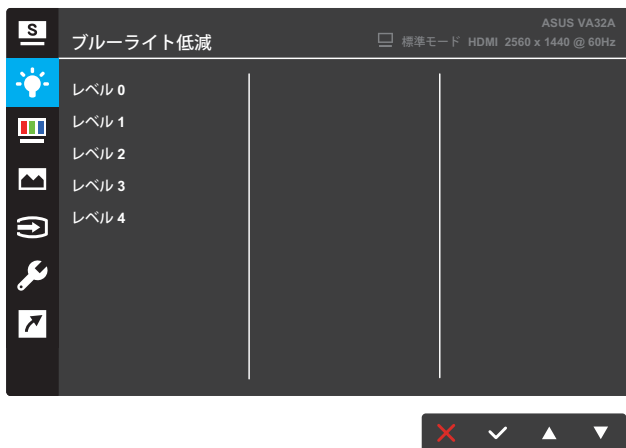 S
ASUS VA32A
ブルーライト低減
標準モード HDMI 2560 x 1440 @ 60Hz
レベル 0
レベル 1
レベル 2
レベル 3
レベル 4